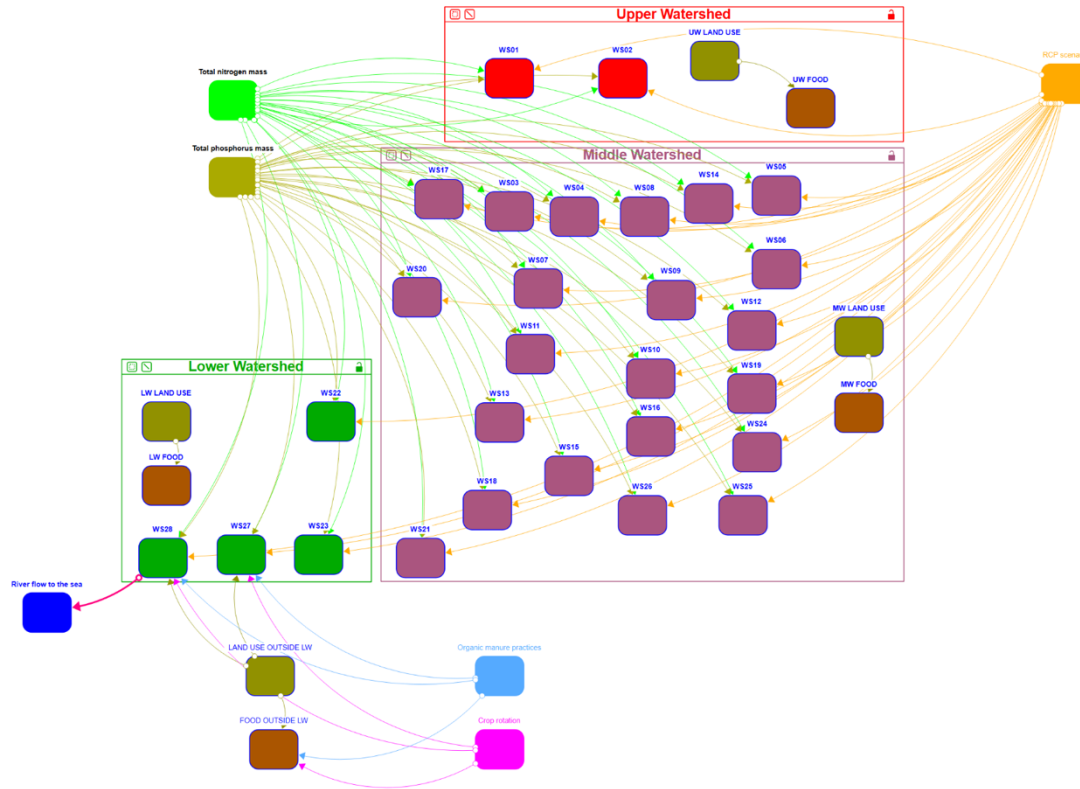 Upper Watershed
WS01
WS02
UW LAND USE
UW FOOD
RCP scena
Total nitrogen mass
Total phosphorus mass
Middle Watershed
WS17
WS03
WS04
WS08
WS14
WS05
WS06
WS20
WS07
WS09
WS12
MW LAND USE
WS11
WS10
WS19
MW FOOD
WS13
WS16
WS24
WS15
WS18
WS26
WS25
WS21
Lower Watershed
LW LAND USE
WS22
LW FOOD
WS28
WS27
WS23
River flow to the sea
LAND USE OUTSIDE LW
Organic manure practices
FOOD OUTSIDE LW
Crop rotation